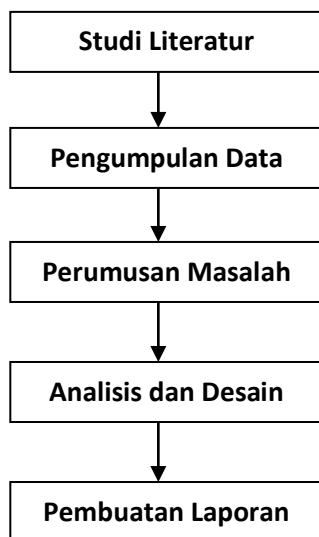 Studi Literatur
Pengumpulan Data
Perumusan Masalah
Analisis dan Desain
Pembuatan Laporan